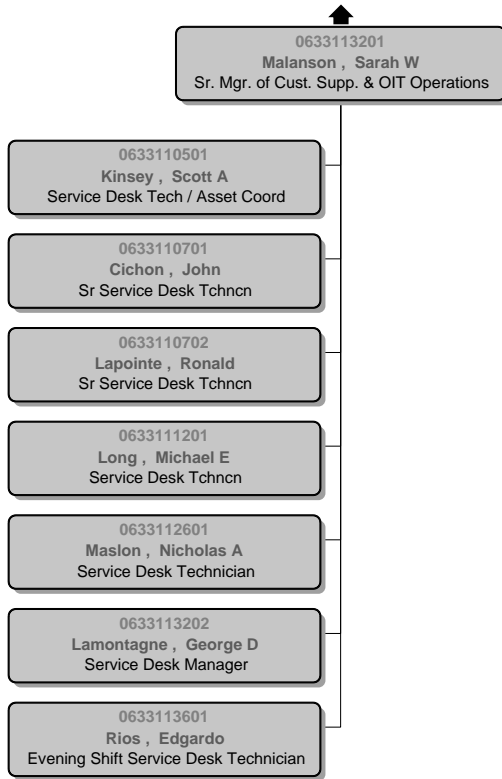 0633113201
Malanson , Sarah W
Sr. Mgr. of Cust. Supp. & OIT Operations
0633110501
Kinsey , Scott A
Service Desk Tech / Asset Coord
0633110701
Cichon , John
Sr Service Desk Tchncn
0633110702
Lapointe , Ronald
Sr Service Desk Tchncn
0633111201
Long , Michael E
Service Desk Tchncn
0633112601
Maslon , Nicholas A
Service Desk Technician
0633113202
Lamontagne , George D
Service Desk Manager
0633113601
Rios , Edgardo
Evening Shift Service Desk Technician